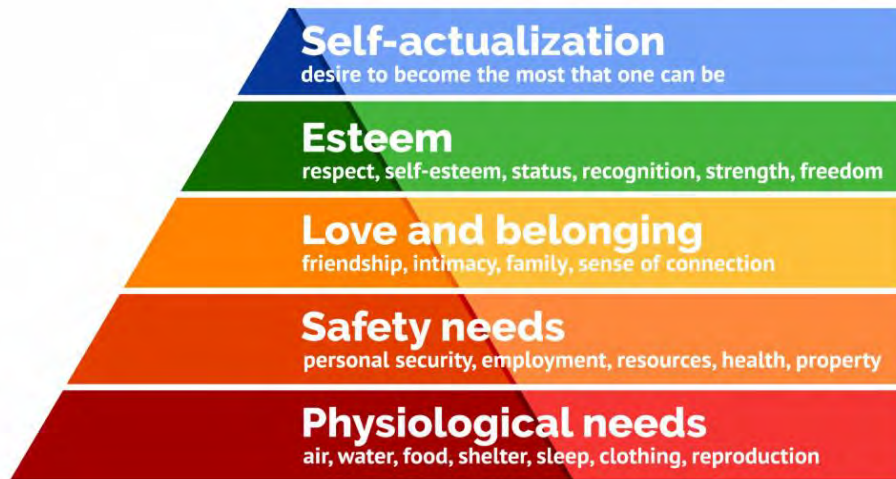 Self-actualization
desire to become the most that one can be
Esteem
respect, self-esteem, status, recognition, strength, freedom
Love and belonging
friendship, intimacy, family, sense of connection
Safety needs
personal security, employment, resources, health, property
Physiological needs
air, water, food, shelter, sleep, clothing, reproduction